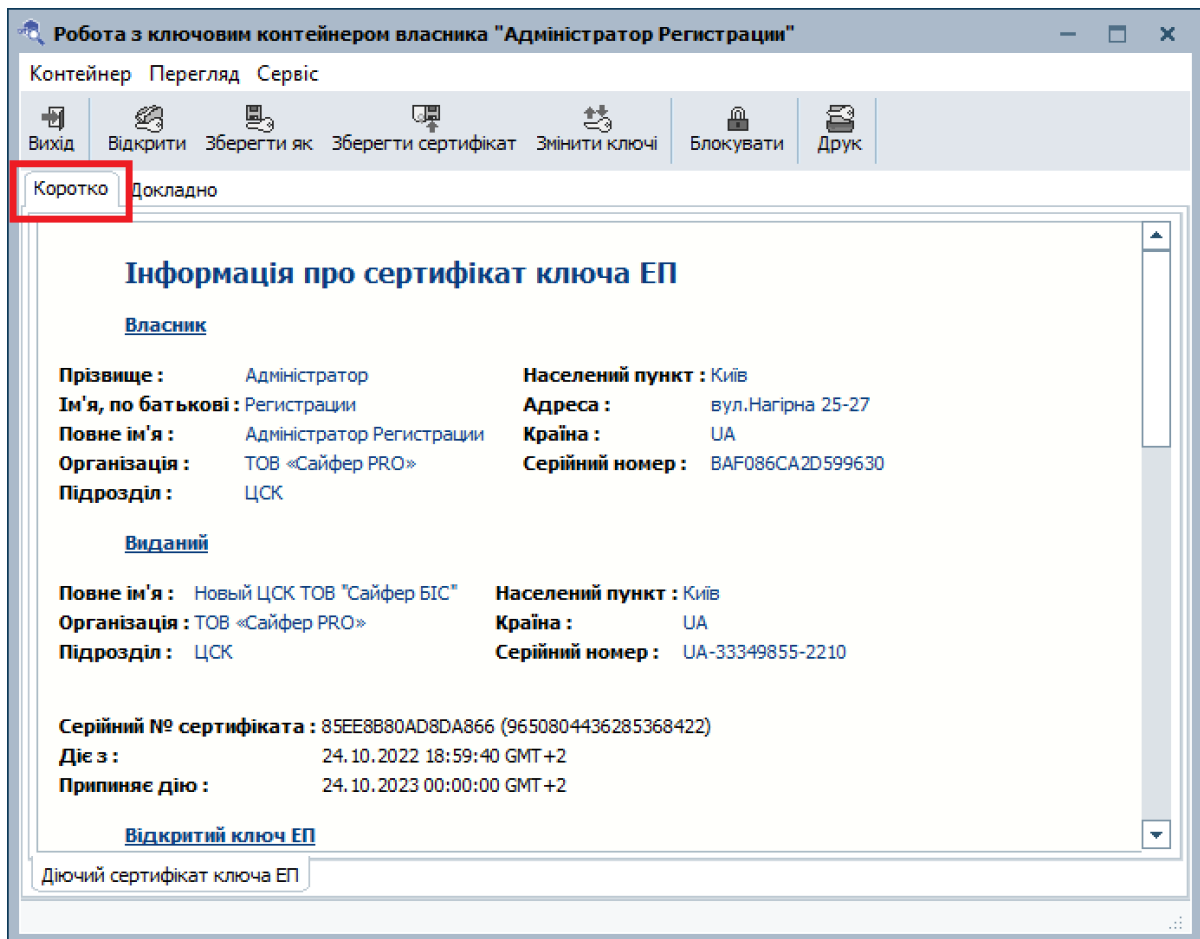 Робота з ключовим контейнером власника "Адміністратор Регистрации"
Контейнер Перегляд Сервіс
Вихід Відкрити Зберегти як Зберегти сертифікат Змінити ключі Блокувати Друк
Коротко Докладно
Інформація про сертифікат ключа ЕП
Власник
Прізвище : Адміністратор Населений пункт : Київ
Ім'я, по батькові : Регистрации Адреса : вул.Нагірна 25-27
Повне ім'я : Адміністратор Регистрации Країна : UA
Організація : ТОВ «Сайфер PRO» Серійний номер : BAF086CA2D599630
Підрозділ : ЦСК
Виданий
Повне ім'я : Новый ЦСК ТОВ "Сайфер БІС" Населений пункт : Київ
Організація : ТОВ «Сайфер PRO» Країна : UA
Підрозділ : ЦСК Серійний номер : UA-33349855-2210
Серійний № сертифіката : 85EE8B80AD8DA866 (9650804436285368422)
Діє з : 24.10.2022 18:59:40 GMT+2
Припиняє дію : 24.10.2023 00:00:00 GMT+2
Відкритий ключ ЕП
Діючий сертифікат ключа ЕП